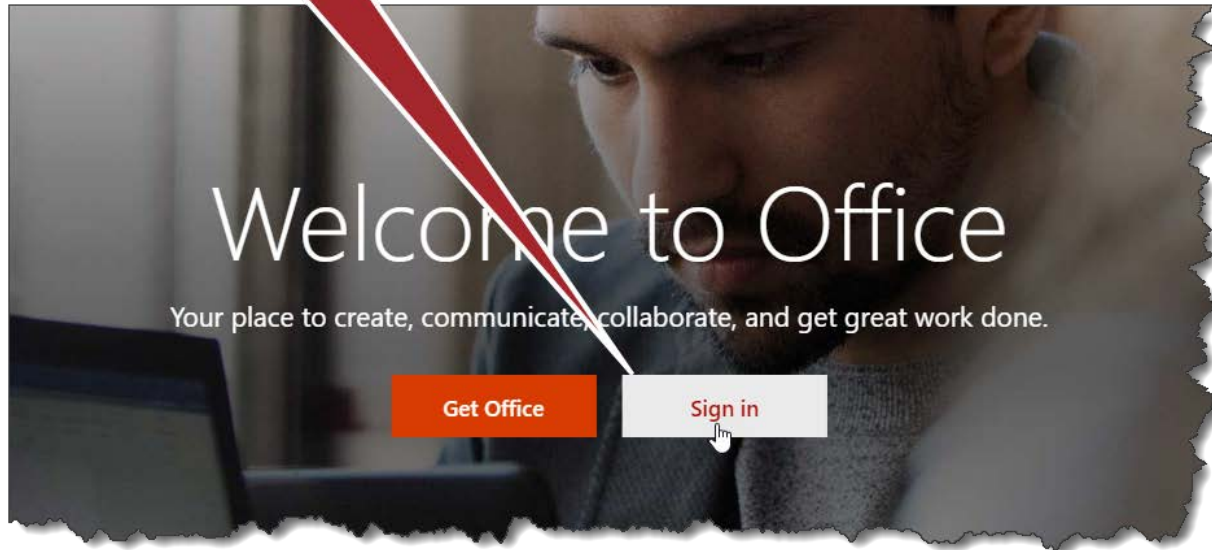 Welcome to Office
Your place to create, communicate, collaborate, and get great work done.
Get Office
Sign in